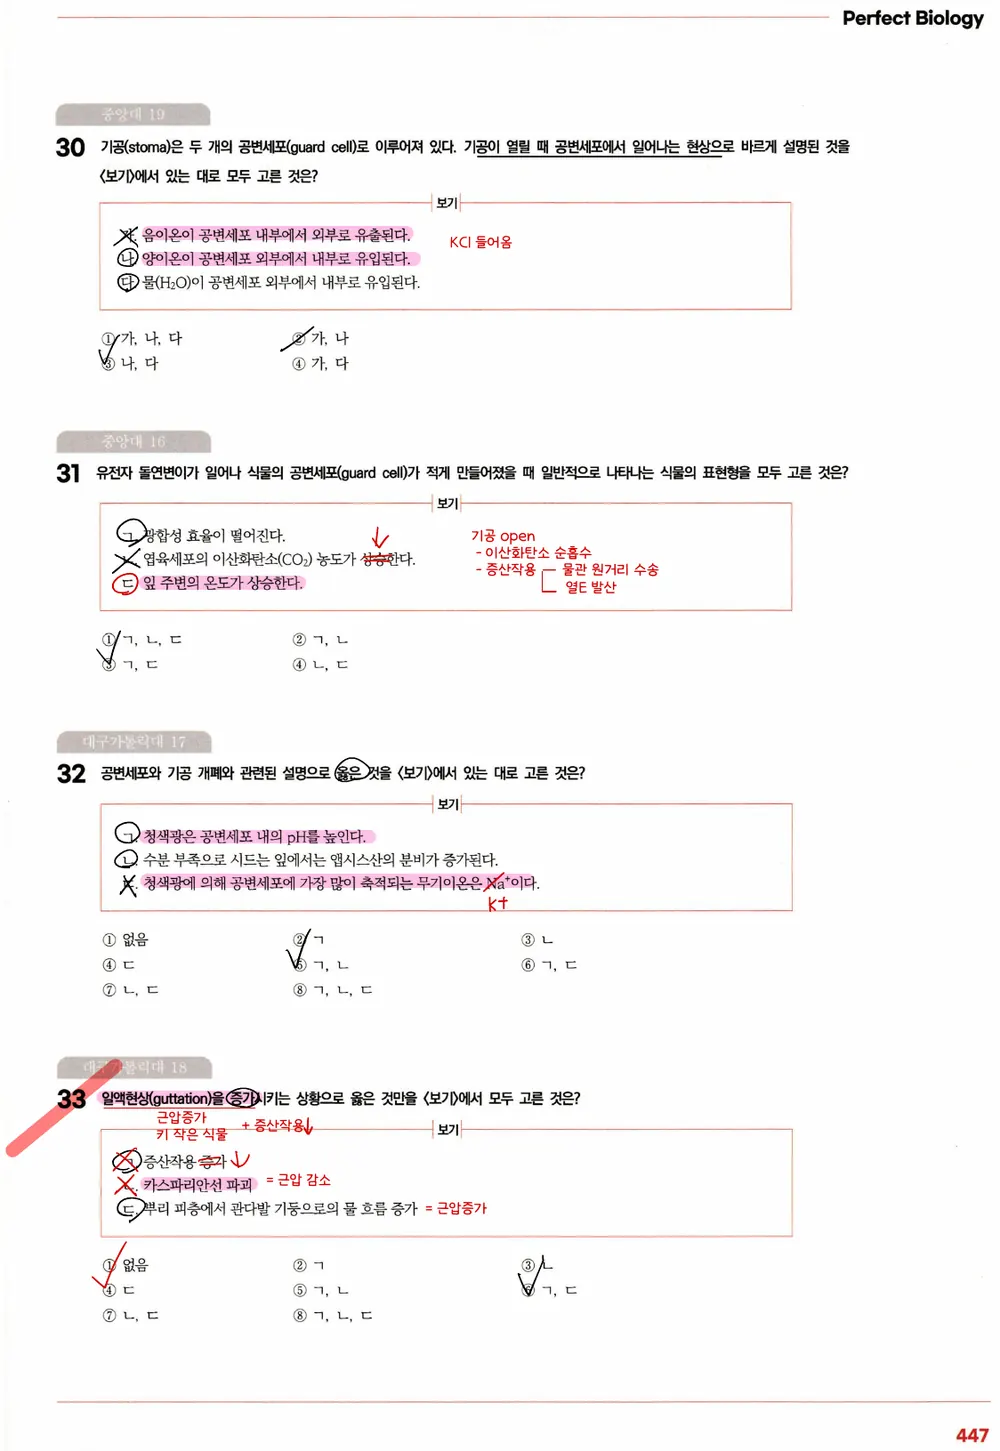 Perfect Biology
중앙대 19
30 기공(stoma)은 두 개의 공변세포(guard cell)로 이루어져 있다. 기공이 열릴 때 공변세포에서 일어나는 현상으로 바르게 설명된 것을
<보기>에서 있는 대로 모두 고른 것은?
보기
가. 음이온이 공변세포 내부에서 외부로 유출된다.
KCl 들어옴
나. 양이온이 공변세포 외부에서 내부로 유입된다.
다. 물(H₂O)이 공변세포 외부에서 내부로 유입된다.
① 가, 나, 다 ② 가, 나
③ 나, 다 ④ 가, 다
중앙대 16
31 유전자 돌연변이가 일어나 식물의 공변세포(guard cell)가 적게 만들어졌을 때 일반적으로 나타나는 식물의 표현형을 모두 고른 것은?
보기
ㄱ. 광합성 효율이 떨어진다. ↓
기공 open
ㄴ. 엽육세포의 이산화탄소(CO₂) 농도가 상승한다.
- 이산화탄소 순흡수
- 증산작용 물관 원거리 수송
ㄷ. 잎 주변의 온도가 상승한다.
열E 발산
① ㄱ, ㄴ, ㄷ ② ㄱ, ㄴ
③ ㄱ, ㄷ ④ ㄴ, ㄷ
대구가톨릭대 17
32 공변세포와 기공 개폐와 관련된 설명으로 옳은 것을 <보기>에서 있는 대로 고른 것은?
보기
ㄱ. 청색광은 공변세포 내의 pH를 높인다.
ㄴ. 수분 부족으로 시드는 잎에서는 앱시스산의 분비가 증가된다.
ㄷ. 청색광에 의해 공변세포에 가장 많이 축적되는 무기이온은 Na⁺이다.
K+
① 없음 ② ㄱ ③ ㄴ
④ ㄷ ⑤ ㄱ, ㄴ ⑥ ㄱ, ㄷ
⑦ ㄴ, ㄷ ⑧ ㄱ, ㄴ, ㄷ
대구가톨릭대 18
33 일액현상(guttation)을 증가시키는 상황으로 옳은 것만을 <보기>에서 모두 고른 것은?
근압증가
키 작은 식물 + 증산작용↓
보기
ㄱ. 증산작용 증가 ↓
ㄴ. 카스파리안선 파괴 = 근압 감소
ㄷ. 뿌리 피층에서 관다발 기둥으로의 물 흐름 증가 = 근압증가
① 없음 ② ㄱ ③ ㄴ
④ ㄷ ⑤ ㄱ, ㄴ ⑥ ㄱ, ㄷ
⑦ ㄴ, ㄷ ⑧ ㄱ, ㄴ, ㄷ
447